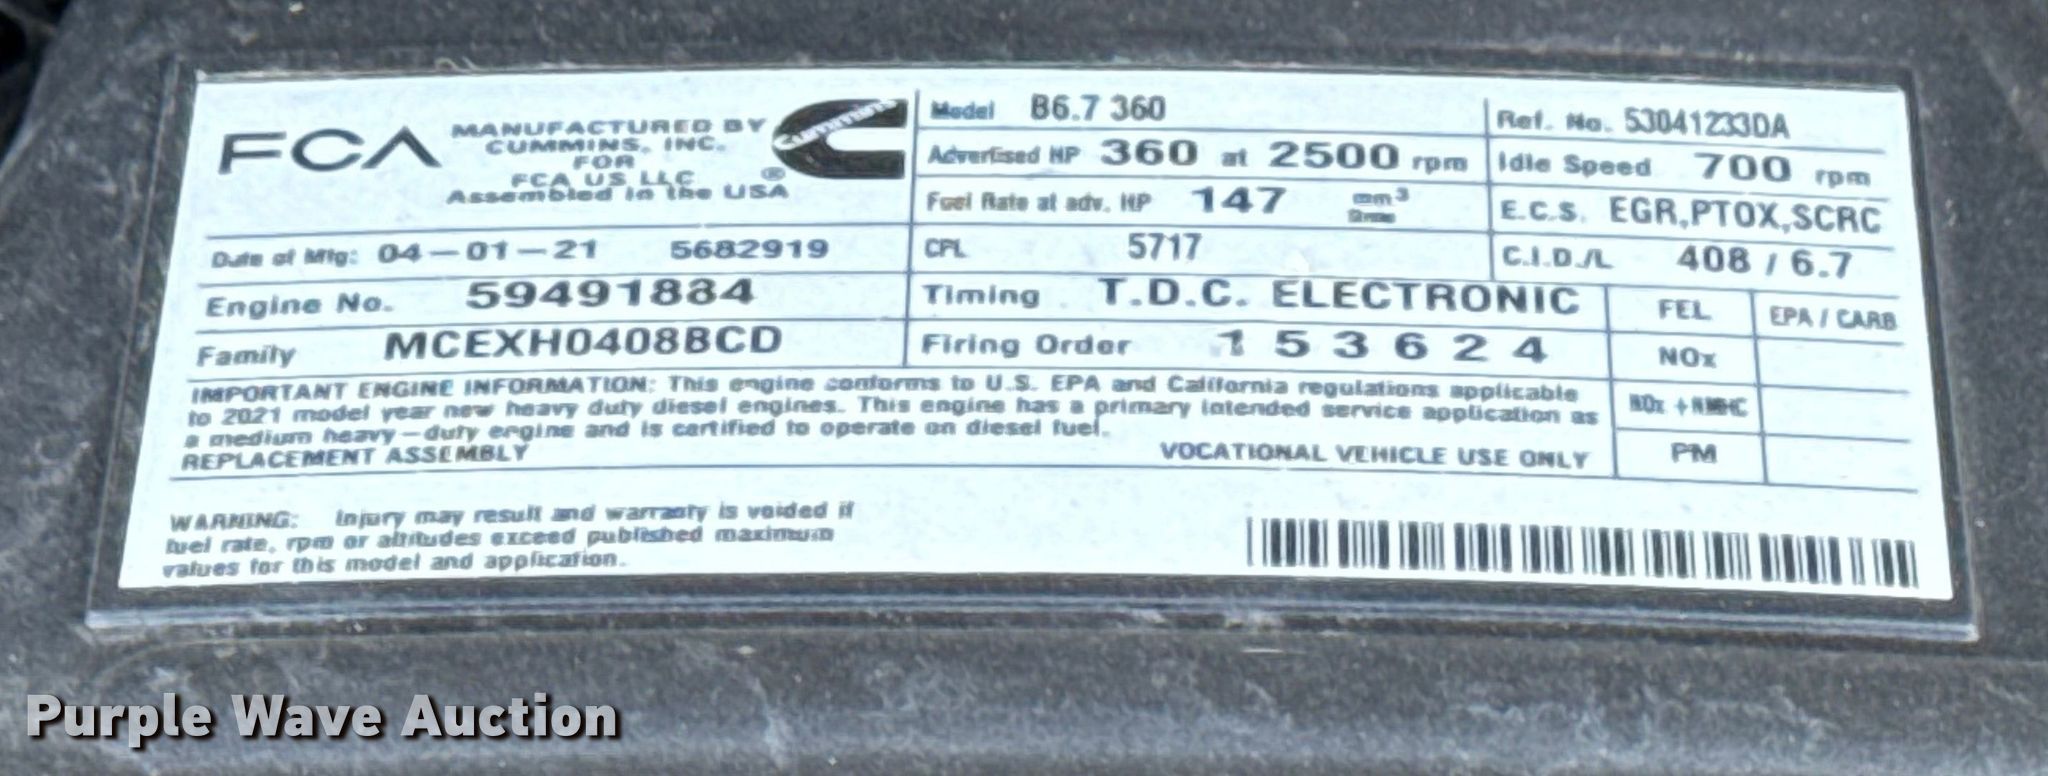 FCA
MANUFACTURED BY
CUMMINS, INC.
FOR
FCA US LLC
Assembled in the USA
Cummins ®
Date of Mfg: 04-01-21 5682919
Engine No. 59491884
Family MCEXH0408BCD
Model B6.7 360
Advertised HP 360 at 2500 rpm
Fuel Rate at adv. HP 147 mm³
CPL 5717
Timing T.D.C. ELECTRONIC
Firing Order 1 5 3 6 2 4
Ref. No. 53041233DA
Idle Speed 700 rpm
E.C.S. EGR,PTOX,SCRC
C.I.D./L 408 / 6.7
FEL EPA / CARB
NOx
NOx + NMHC
PM
IMPORTANT ENGINE INFORMATION: This engine conforms to U.S. EPA and California regulations applicable
to 2021 model year new heavy duty diesel engines. This engine has a primary intended service application as
a medium heavy-duty engine and is certified to operate on diesel fuel.
REPLACEMENT ASSEMBLY VOCATIONAL VEHICLE USE ONLY
WARNING: Injury may result and warranty is voided if
fuel rate, rpm or altitudes exceed published maximum
values for this model and application.
Purple Wave Auction